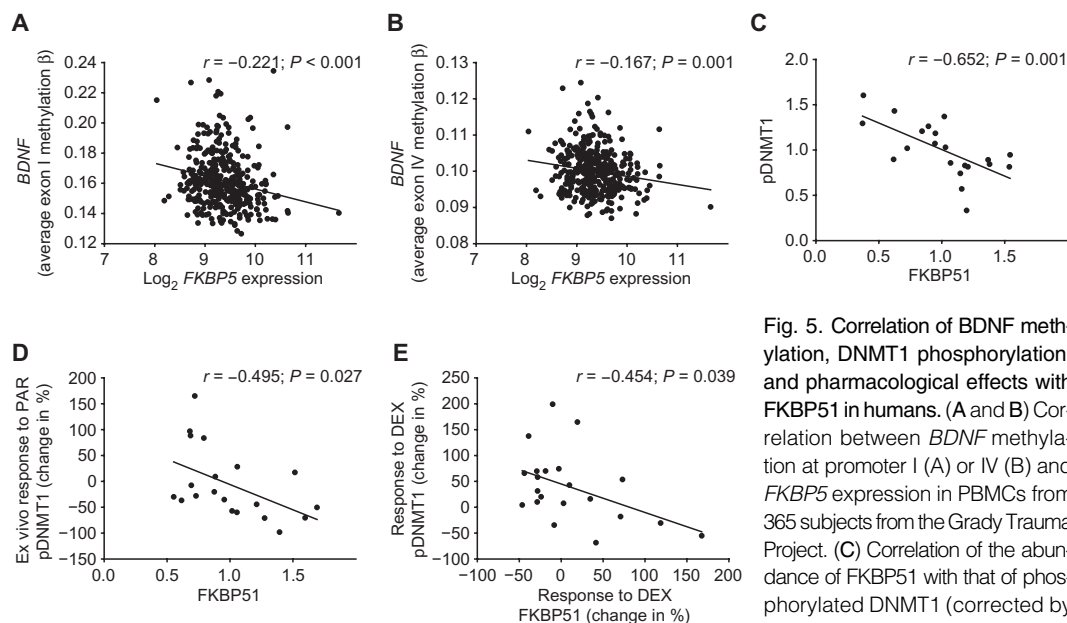 A
r = −0.221; P < 0.001
BDNF
(average exon I methylation β)
0.24
0.22
0.20
0.18
0.16
0.14
0.12
7 8 9 10 11
Log2 FKBP5 expression
B
r = −0.167; P = 0.001
BDNF
(average exon IV methylation β)
0.14
0.13
0.12
0.11
0.10
0.09
0.08
7 8 9 10 11 12
Log2 FKBP5 expression
C
r = −0.652; P = 0.001
pDNMT1
2.0
1.5
1.0
0.5
0.0
0.0 0.5 1.0 1.5
FKBP51
D
r = −0.495; P = 0.027
Ex vivo response to PAR
pDNMT1 (change in %)
200
150
100
50
0
−50
−100
−150
0.0 0.5 1.0 1.5
FKBP51
E
r = −0.454; P = 0.039
Response to DEX
pDNMT1 (change in %)
250
200
150
100
50
0
−50
−100
−100 −50 0 50 100 150 200
Response to DEX
FKBP51 (change in %)
Fig. 5. Correlation of BDNF meth-
ylation, DNMT1 phosphorylation
and pharmacological effects with
FKBP51 in humans. (A and B) Cor-
relation between BDNF methyla-
tion at promoter I (A) or IV (B) and
FKBP5 expression in PBMCs from
365 subjects from the Grady Trauma
Project. (C) Correlation of the abun-
dance of FKBP51 with that of phos-
phorylated DNMT1 (corrected by